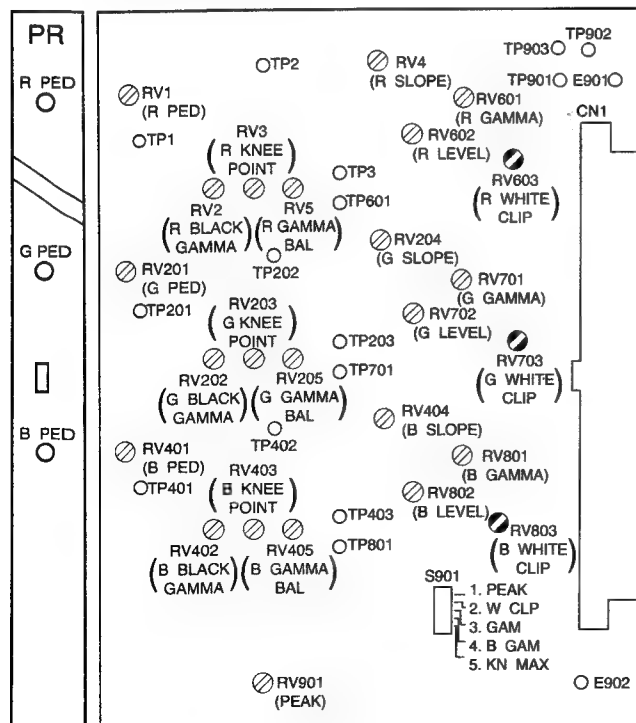 PR
R PED
G PED
B PED
TP2
RV4
(R SLOPE)
TP903
TP902
TP901
E901
RV1
(R PED)
RV601
(R GAMMA)
CN1
TP1
RV3
(R KNEE
POINT)
RV602
(R LEVEL)
TP3
RV603
(R WHITE
CLIP)
RV2
(R BLACK
GAMMA)
RV5
(R GAMMA
BAL)
TP601
TP202
RV204
(G SLOPE)
RV201
(G PED)
RV701
(G GAMMA)
TP201
RV203
(G KNEE
POINT)
RV702
(G LEVEL)
TP203
RV703
(G WHITE
CLIP)
RV202
(G BLACK
GAMMA)
RV205
(G GAMMA
BAL)
TP701
TP402
RV404
(B SLOPE)
RV401
(B PED)
RV801
(B GAMMA)
TP401
RV403
(B KNEE
POINT)
RV802
(B LEVEL)
TP403
RV803
(B WHITE
CLIP)
RV402
(B BLACK
GAMMA)
RV405
(B GAMMA
BAL)
TP801
S901
1. PEAK
2. W CLP
3. GAM
4. B GAM
5. KN MAX
RV901
(PEAK)
E902